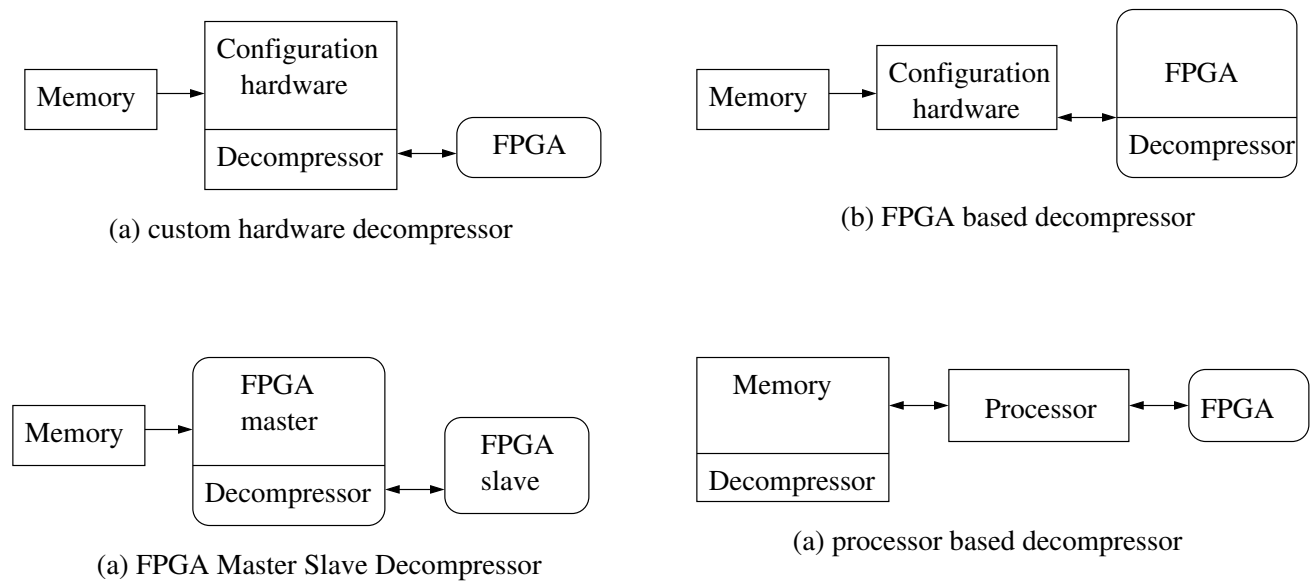 Memory
Configuration
hardware
Decompressor
FPGA
(a) custom hardware decompressor
Memory
Configuration
hardware
FPGA
Decompressor
(b) FPGA based decompressor
Memory
FPGA
master
Decompressor
FPGA
slave
(a) FPGA Master Slave Decompressor
Memory
Decompressor
Processor
FPGA
(a) processor based decompressor